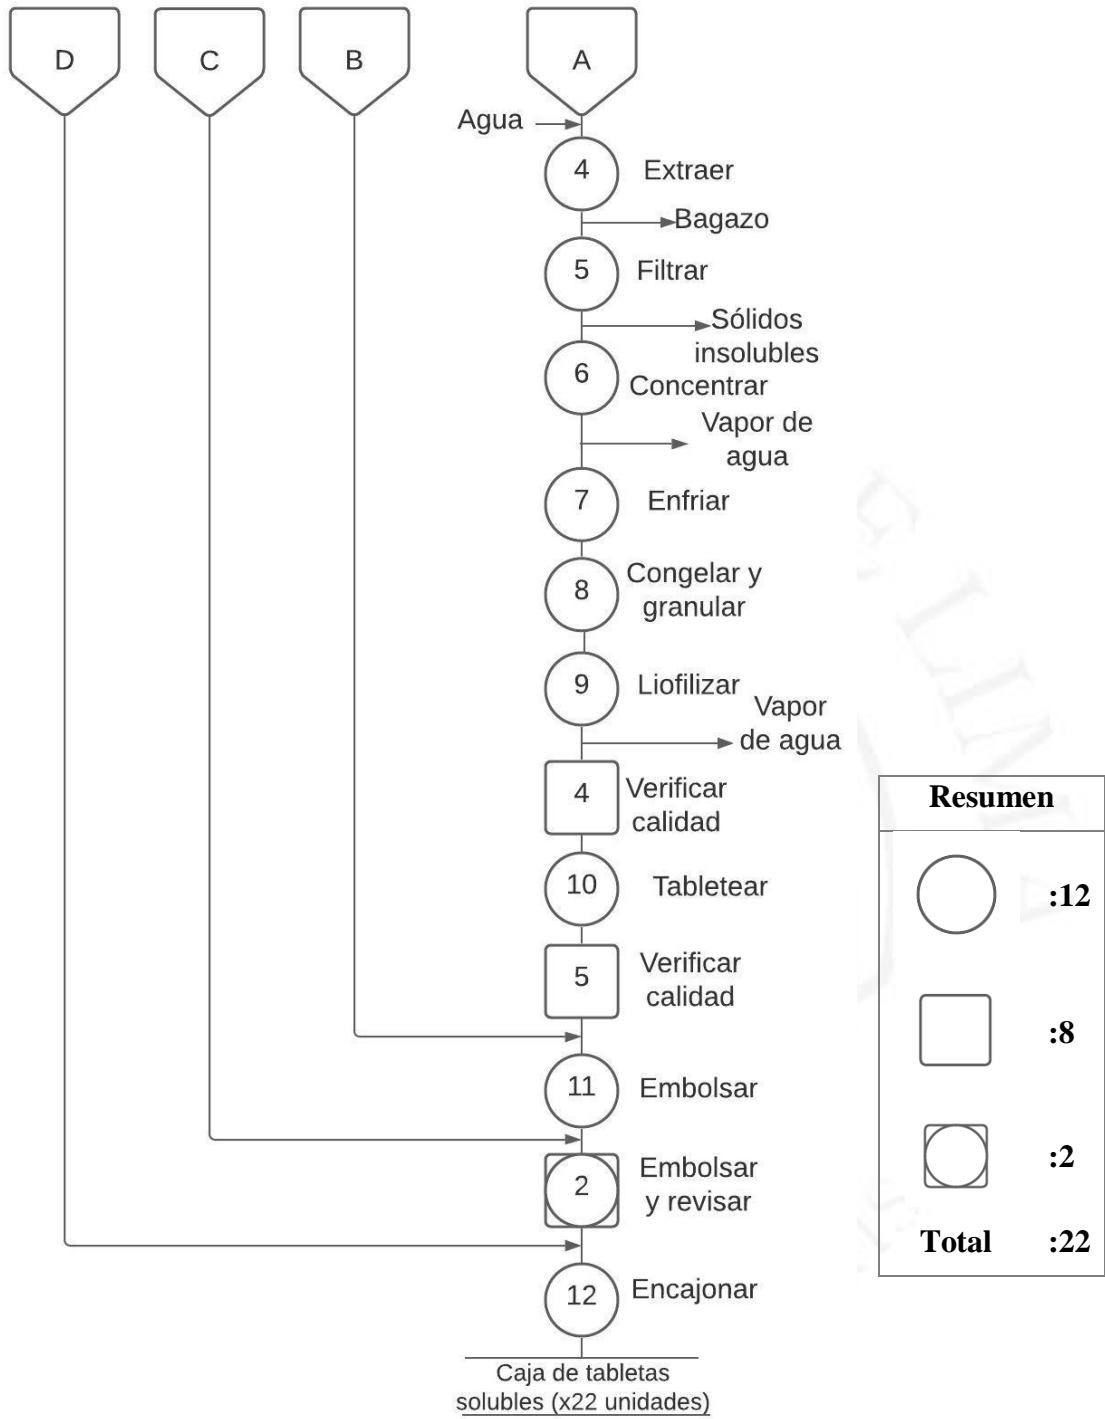 D
C
B
A
Agua
4
Extraer
Bagazo
5
Filtrar
Sólidos
insolubles
6
Concentrar
Vapor de
agua
7
Enfriar
8
Congelar y
granular
9
Liofilizar
Vapor
de agua
4
Verificar
calidad
10
Tabletear
5
Verificar
calidad
11
Embolsar
2
Embolsar
y revisar
12
Encajonar
Caja de tabletas
solubles (x22 unidades)
Resumen
:12
:8
:2
Total :22